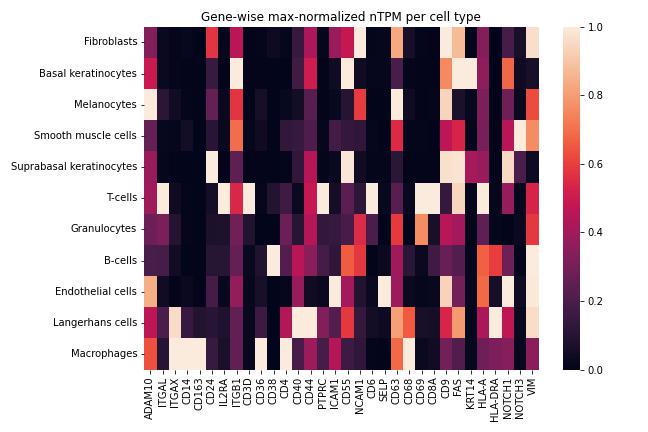 Gene-wise max-normalized nTPM per cell type
Fibroblasts
Basal keratinocytes
Melanocytes
Smooth muscle cells
Suprabasal keratinocytes
T-cells
Granulocytes
B-cells
Endothelial cells
Langerhans cells
Macrophages
ADAM10
ITGAL
ITGAX
CD14
CD163
CD24
IL2RA
ITGB1
CD3D
CD36
CD38
CD4
CD40
CD44
PTPRC
ICAM1
CD55
NCAM1
CD6
SELP
CD63
CD68
CD69
CD8A
CD9
FAS
KRT14
HLA-A
HLA-DRA
NOTCH1
NOTCH3
VIM
1.0
0.8
0.6
0.4
0.2
0.0